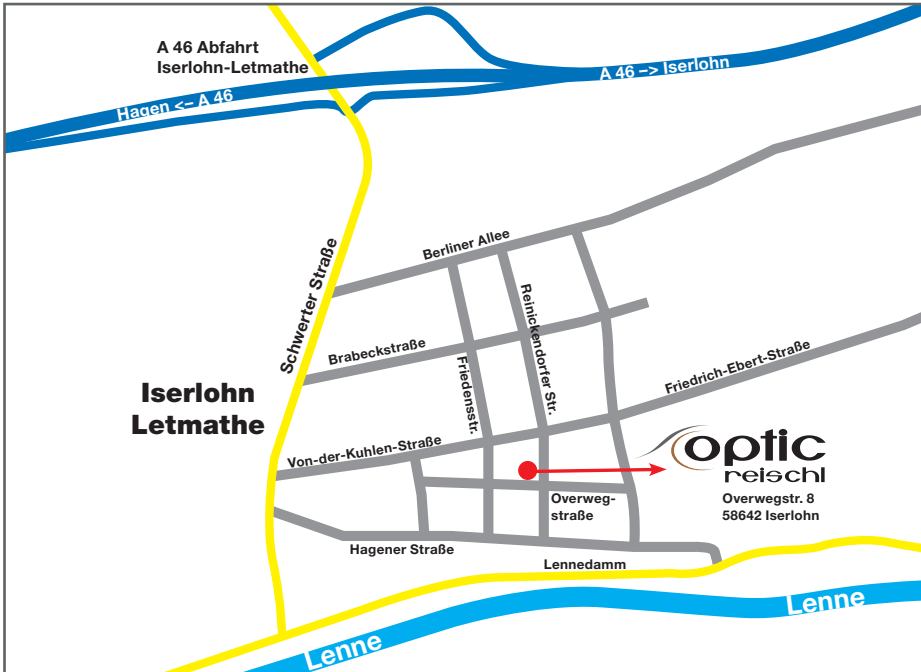 A 46 Abfahrt
Iserlohn-Letmathe
A 46 –> Iserlohn
Hagen <– A 46
Schwerter Straße
Berliner Allee
Reinickendorfer Str.
Brabeckstraße
Friedensstr.
Friedrich-Ebert-Straße
Iserlohn
Letmathe
Von-der-Kuhlen-Straße
optic
reischl
Overwegstr. 8
58642 Iserlohn
Overweg-
straße
Hagener Straße
Lennedamm
Lenne
Lenne